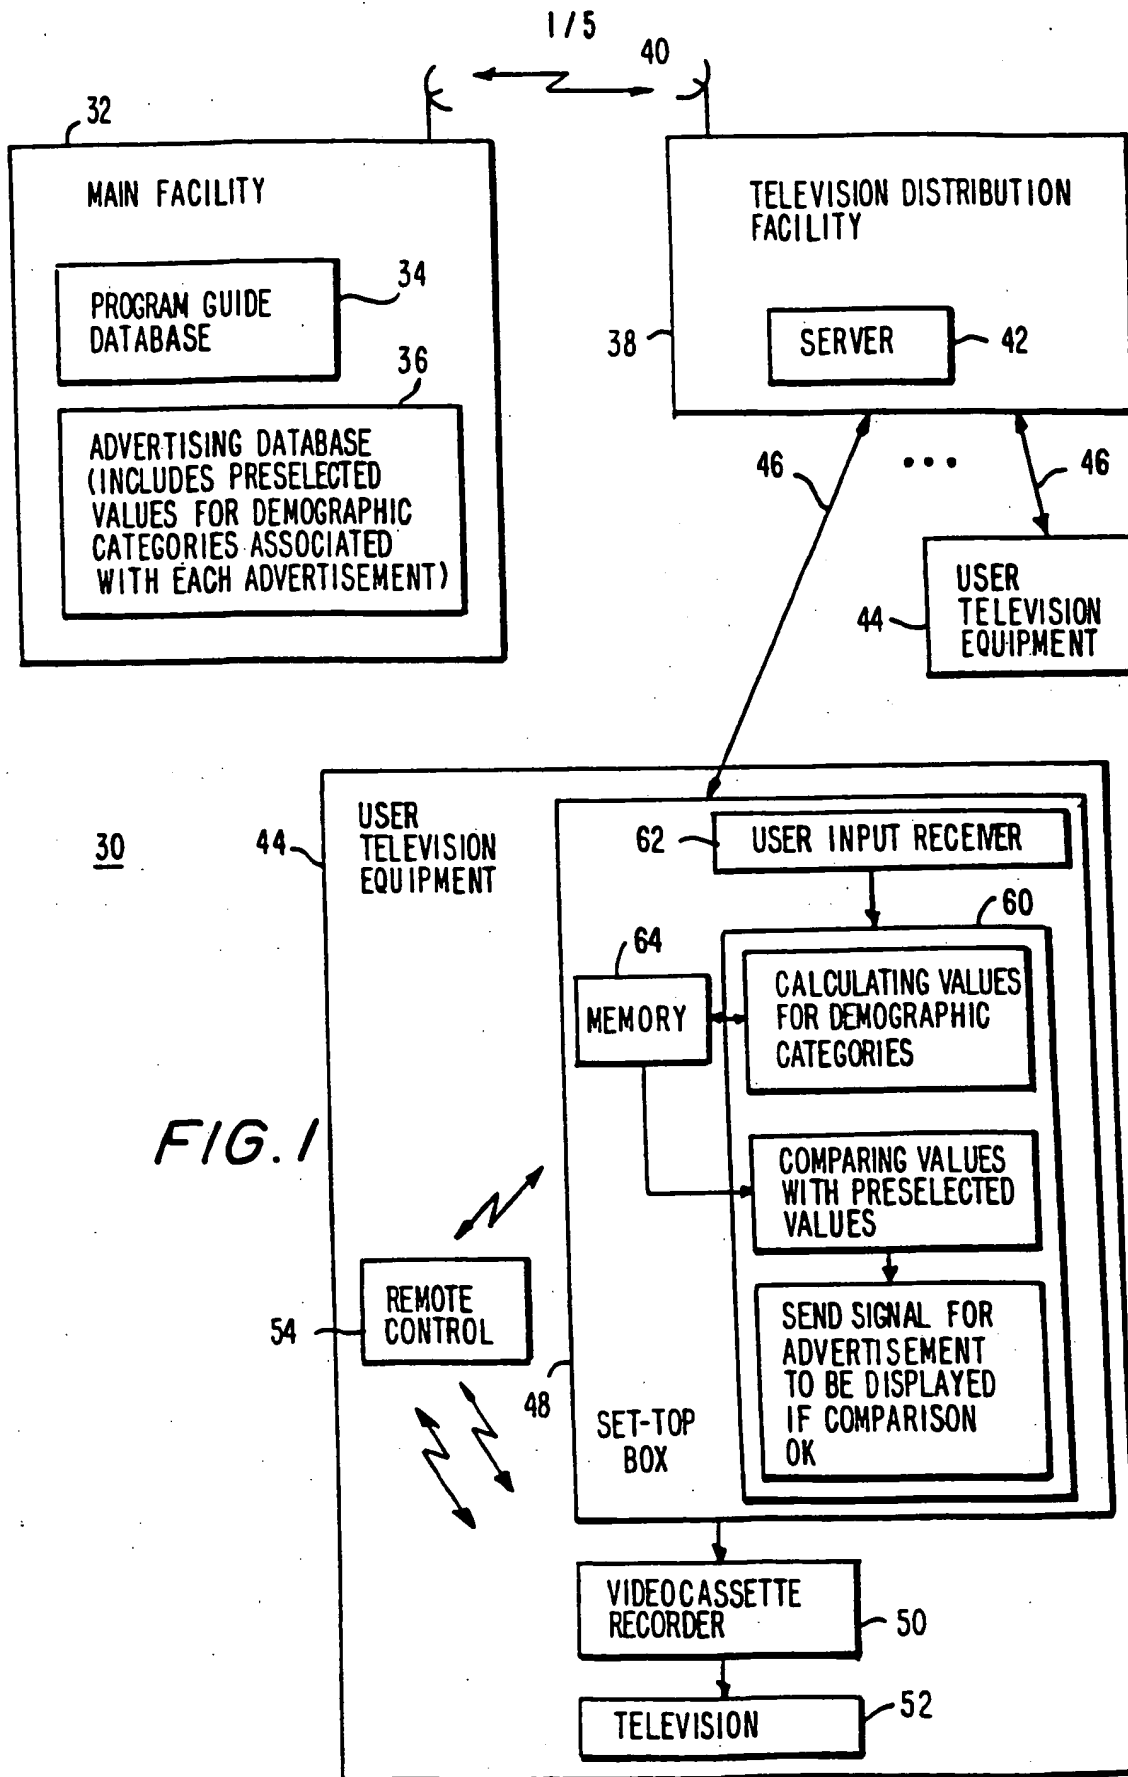 1/5
40
32
MAIN FACILITY
PROGRAM GUIDE
DATABASE
34
36
ADVERTISING DATABASE
(INCLUDES PRESELECTED
VALUES FOR DEMOGRAPHIC
CATEGORIES ASSOCIATED
WITH EACH ADVERTISEMENT)
TELEVISION DISTRIBUTION
FACILITY
38
SERVER
42
46
...
46
USER
TELEVISION
EQUIPMENT
44
30
44
USER
TELEVISION
EQUIPMENT
62
USER INPUT RECEIVER
60
64
MEMORY
CALCULATING VALUES
FOR DEMOGRAPHIC
CATEGORIES
FIG. 1
COMPARING VALUES
WITH PRESELECTED
VALUES
REMOTE
CONTROL
54
SEND SIGNAL FOR
ADVERTISEMENT
TO BE DISPLAYED
IF COMPARISON
OK
48
SET-TOP
BOX
VIDEOCASSETTE
RECORDER
50
TELEVISION
52